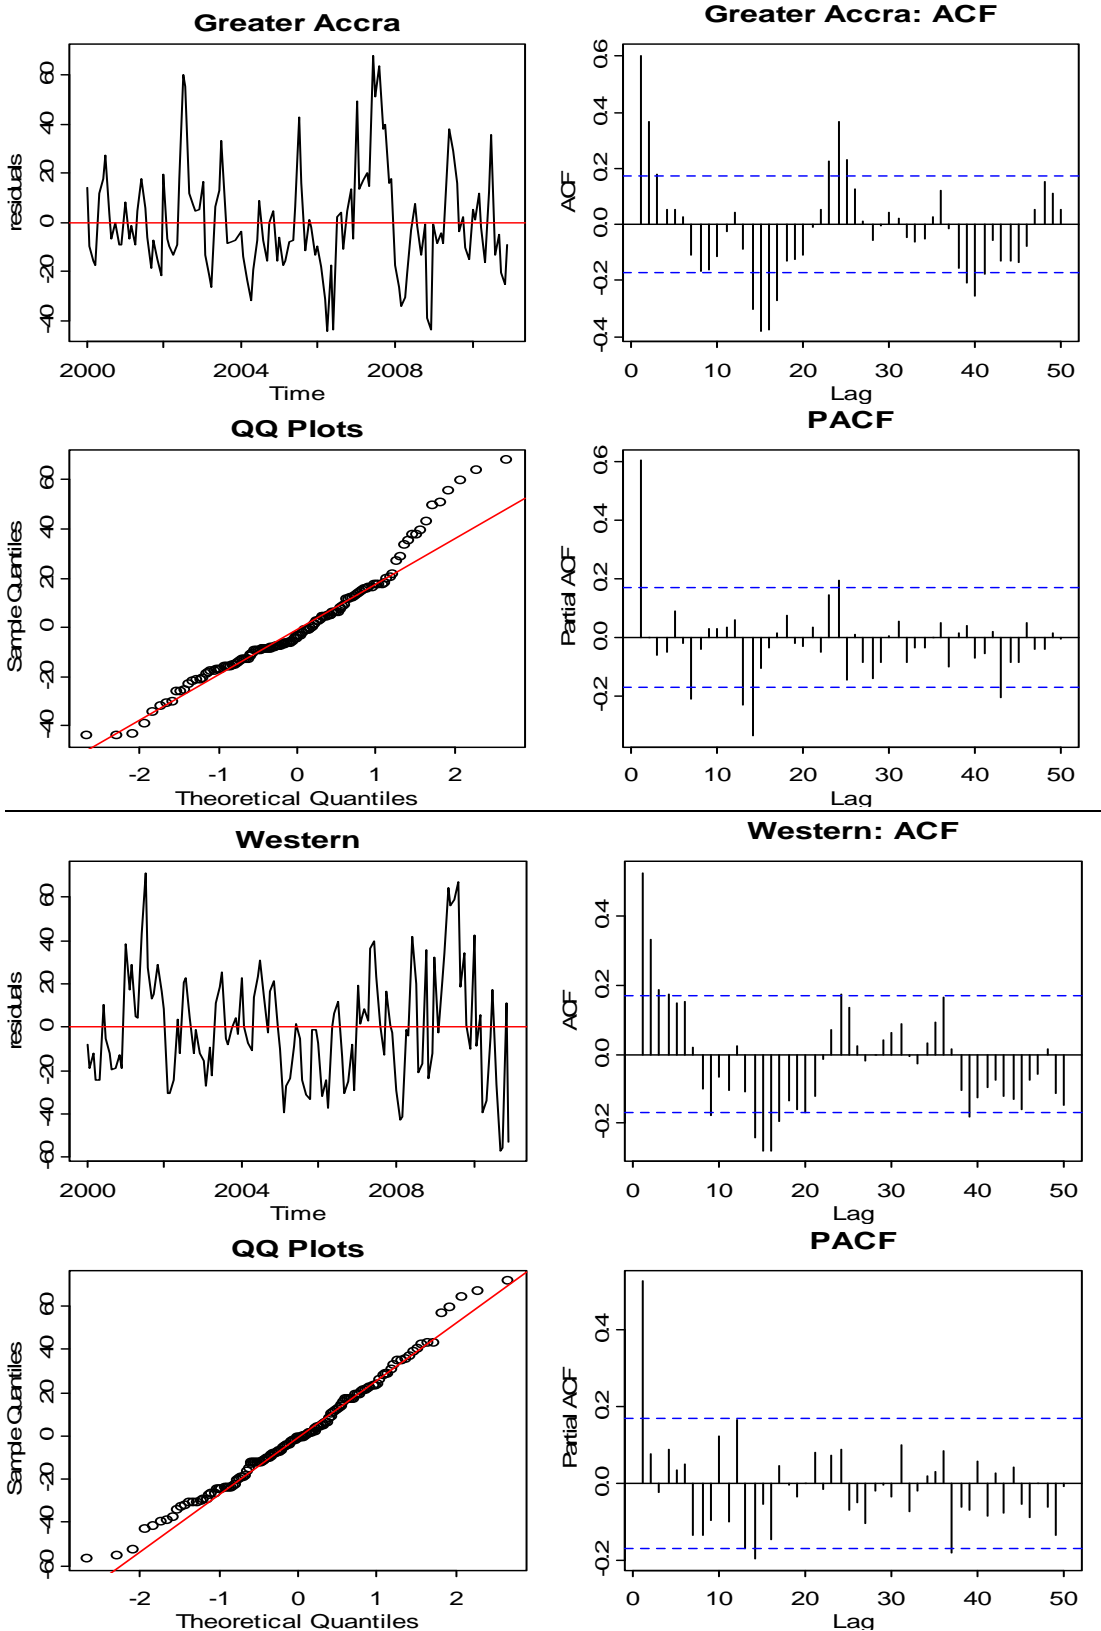 Greater Accra
residuals
-40 -20 0 20 40 60
2000 2004 2008
Time
Greater Accra: ACF
ACF
-0.4 -0.2 0.0 0.2 0.4 0.6
0 10 20 30 40 50
Lag
QQ Plots
Sample Quantiles
-40 -20 0 20 40 60
-2 -1 0 1 2
Theoretical Quantiles
PACF
Partial ACF
-0.2 0.0 0.2 0.4 0.6
0 10 20 30 40 50
Lag
Western
residuals
-60 -40 -20 0 20 40 60
2000 2004 2008
Time
Western: ACF
ACF
-0.2 0.0 0.2 0.4
0 10 20 30 40 50
Lag
QQ Plots
Sample Quantiles
-60 -40 -20 0 20 40 60
-2 -1 0 1 2
Theoretical Quantiles
PACF
Partial ACF
-0.2 0.0 0.2 0.4
0 10 20 30 40 50
Lag